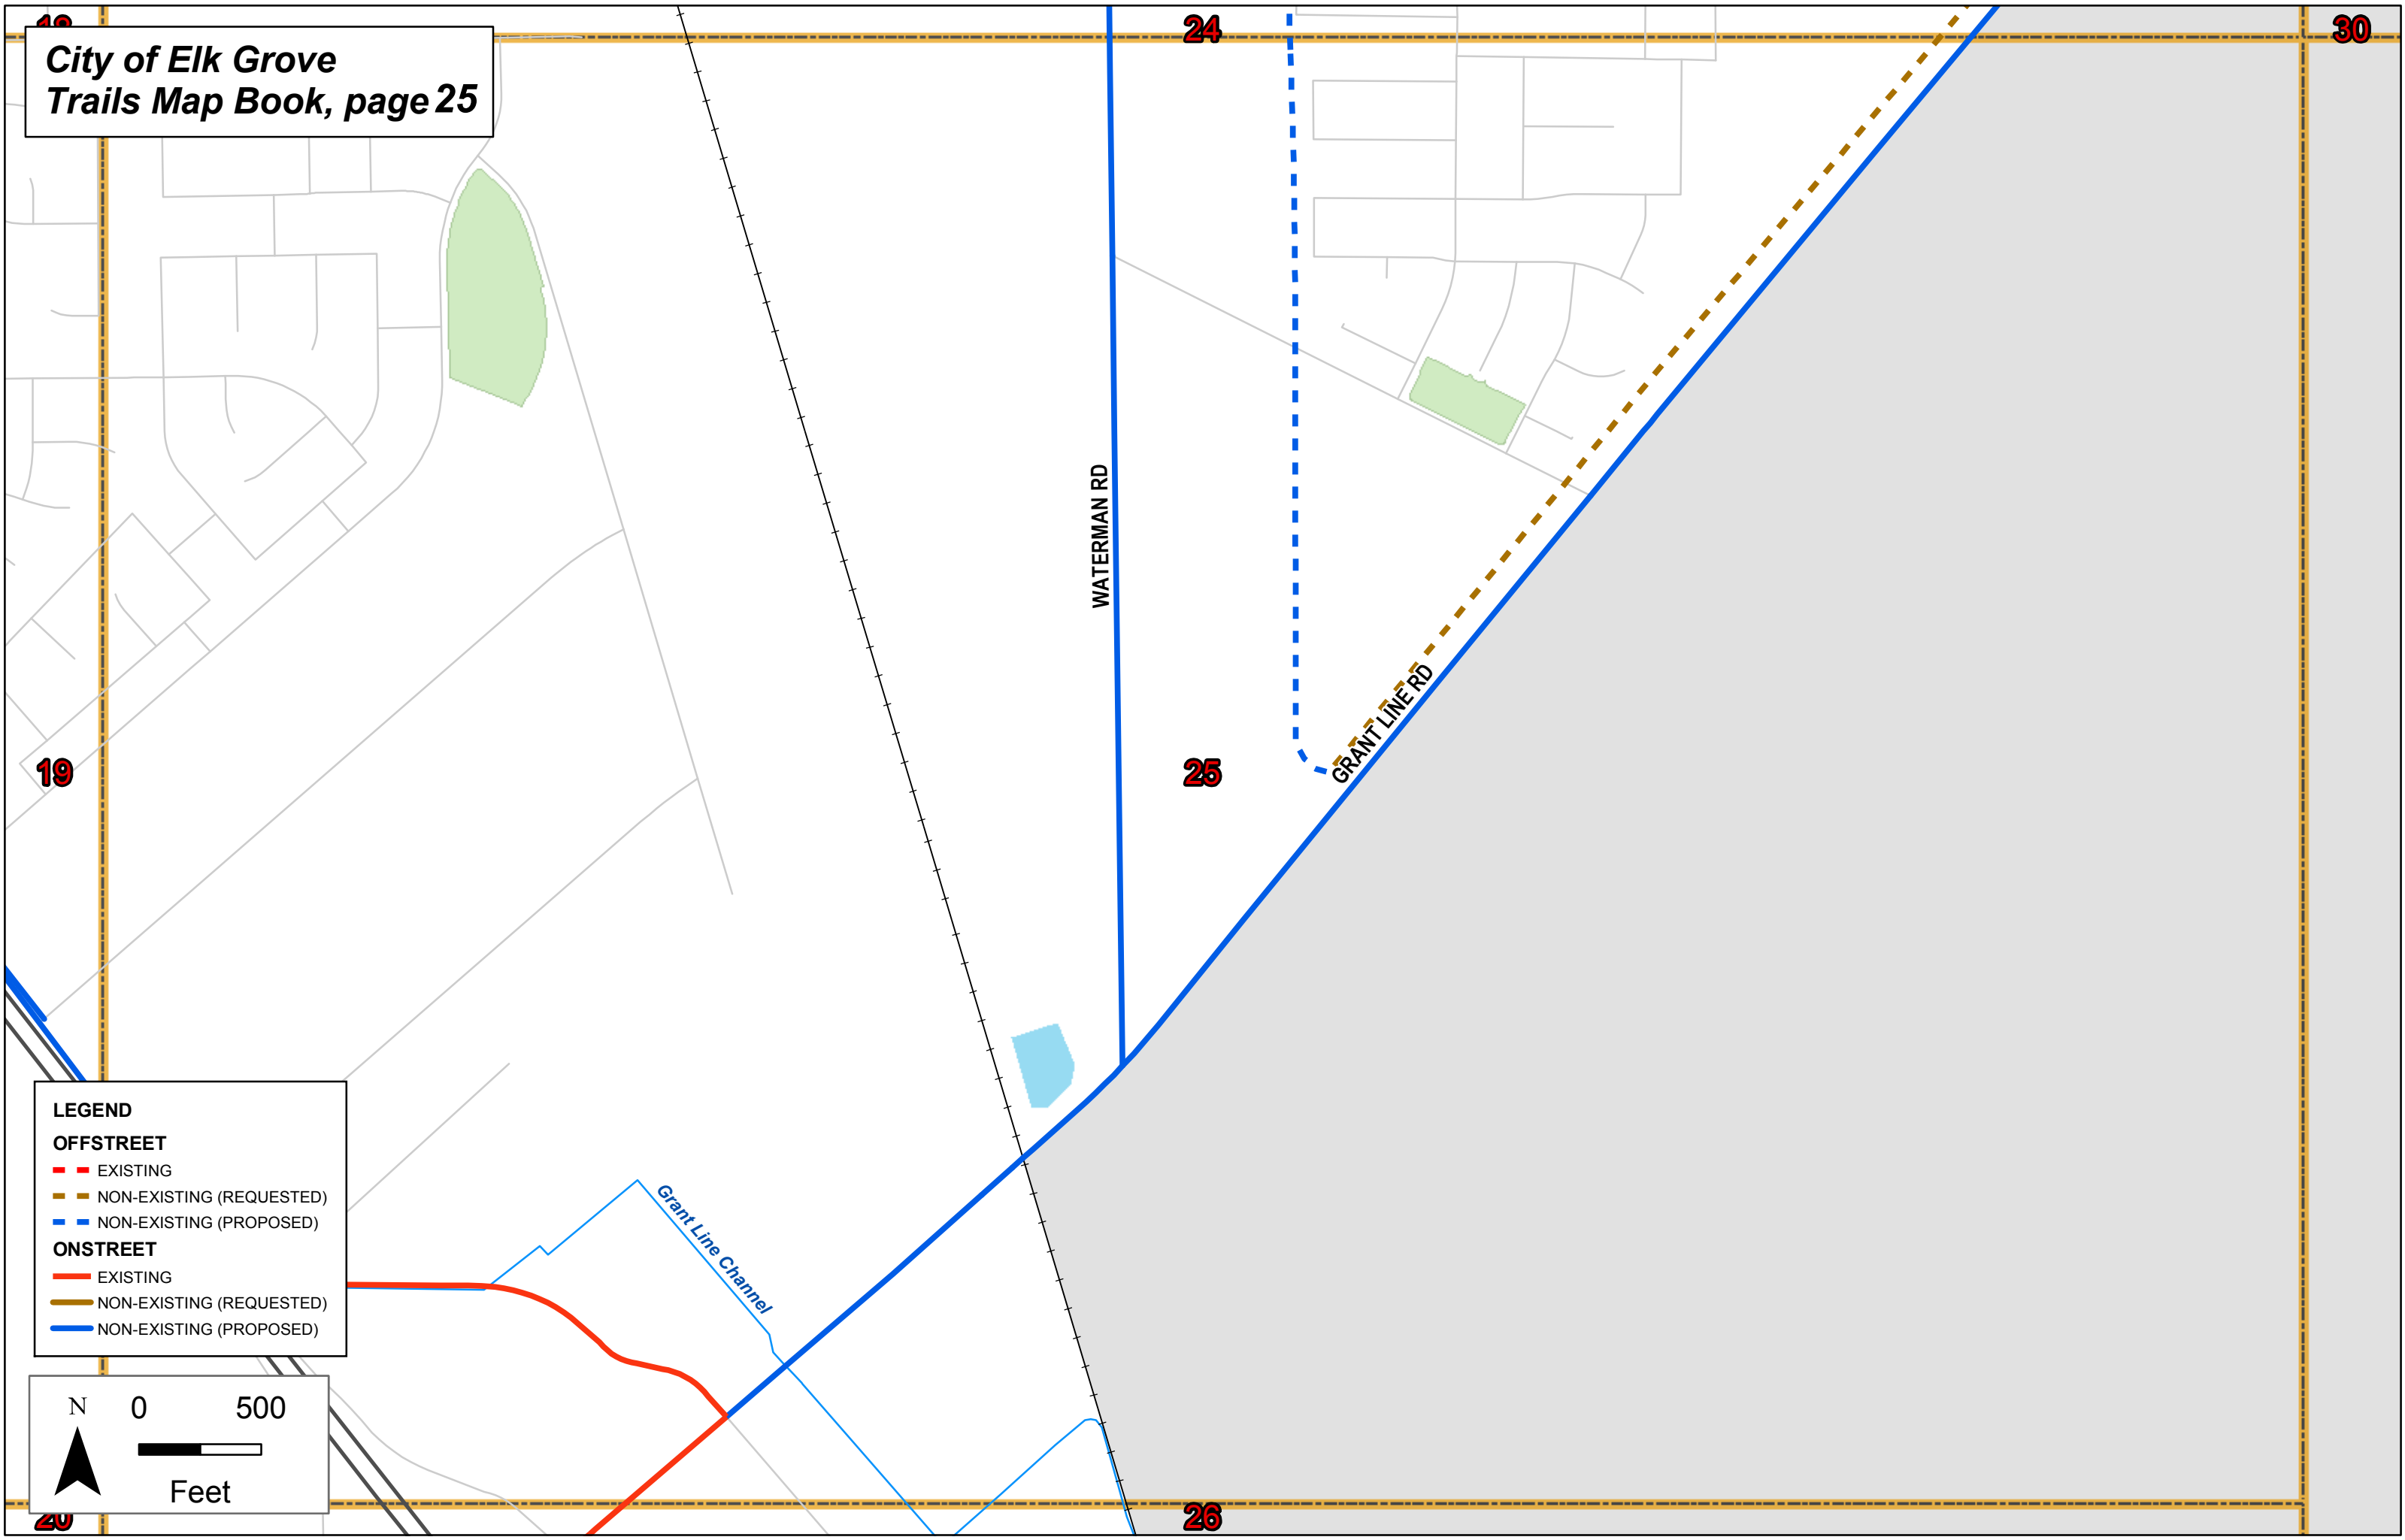 18
24
30
City of Elk Grove
Trails Map Book, page 25
WATERMAN RD
GRANT LINE RD
19
25
LEGEND
OFFSTREET
EXISTING
NON-EXISTING (REQUESTED)
NON-EXISTING (PROPOSED)
ONSTREET
EXISTING
NON-EXISTING (REQUESTED)
NON-EXISTING (PROPOSED)
Grant Line Channel
N 0 500
Feet
20
26